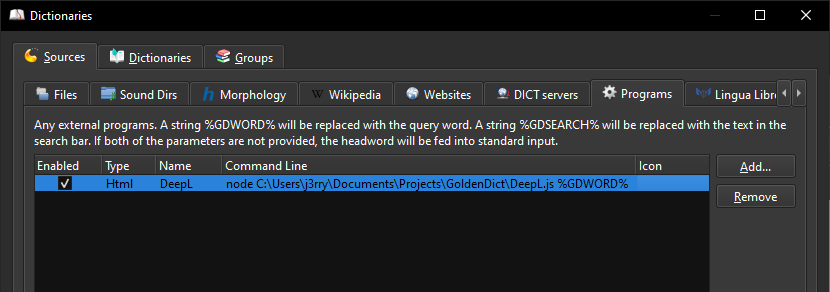 Dictionaries
Sources Dictionaries Groups
Files Sound Dirs Morphology Wikipedia Websites DICT servers Programs Lingua Libre
Any external programs. A string %GDWORD% will be replaced with the query word. A string %GDSEARCH% will be replaced with the text in the
search bar. If both of the parameters are not provided, the headword will be fed into standard input.
Enabled Type Name Command Line Icon Add...
Html DeepL node C:\Users\j3rry\Documents\Projects\GoldenDict\DeepL.js %GDWORD% Remove